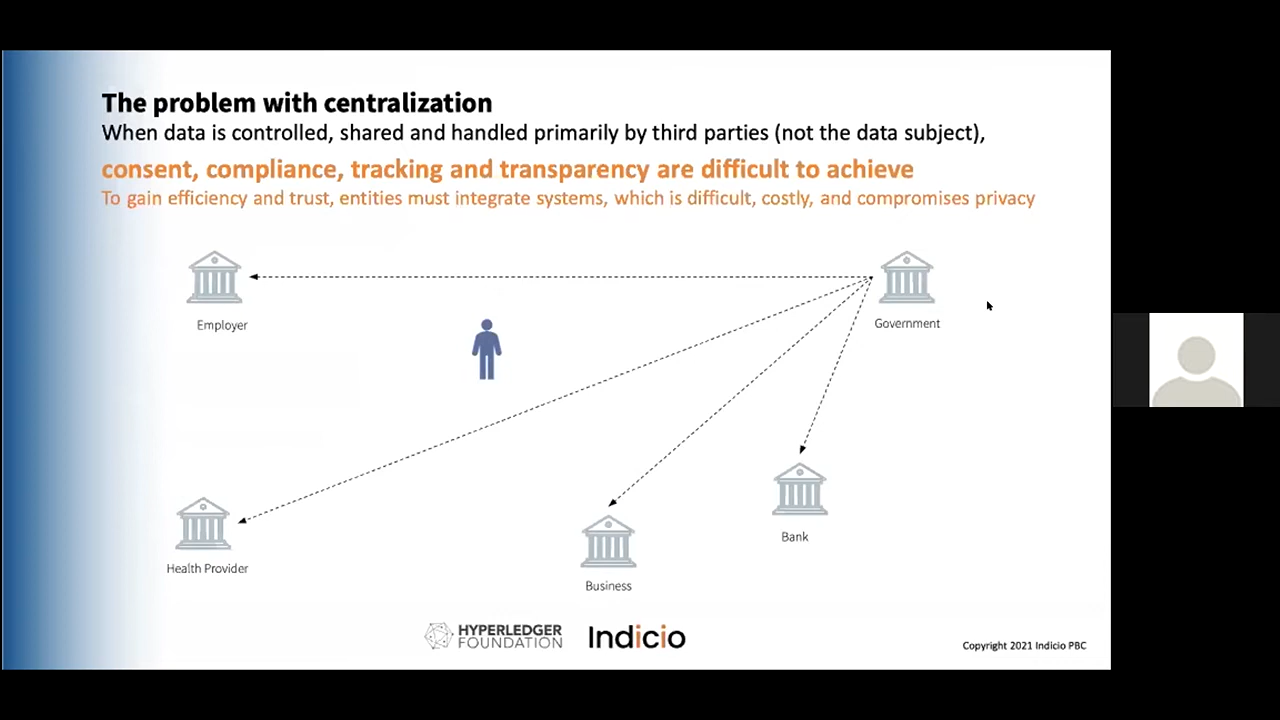 The problem with centralization
When data is controlled, shared and handled primarily by third parties (not the data subject),
consent, compliance, tracking and transparency are difficult to achieve
To gain efficiency and trust, entities must integrate systems, which is difficult, costly, and compromises privacy
Employer
Government
Bank
Health Provider
Business
HYPERLEDGER
FOUNDATION
Indicio
Copyright 2021 Indicio PBC